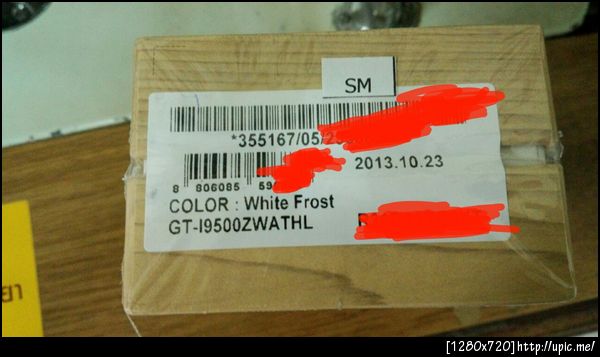 SM
*355167/05/2
2013.10.23
8 806085 59
COLOR : White Frost
GT-I9500ZWATHL
LB
[1280x720]http://upic.me/